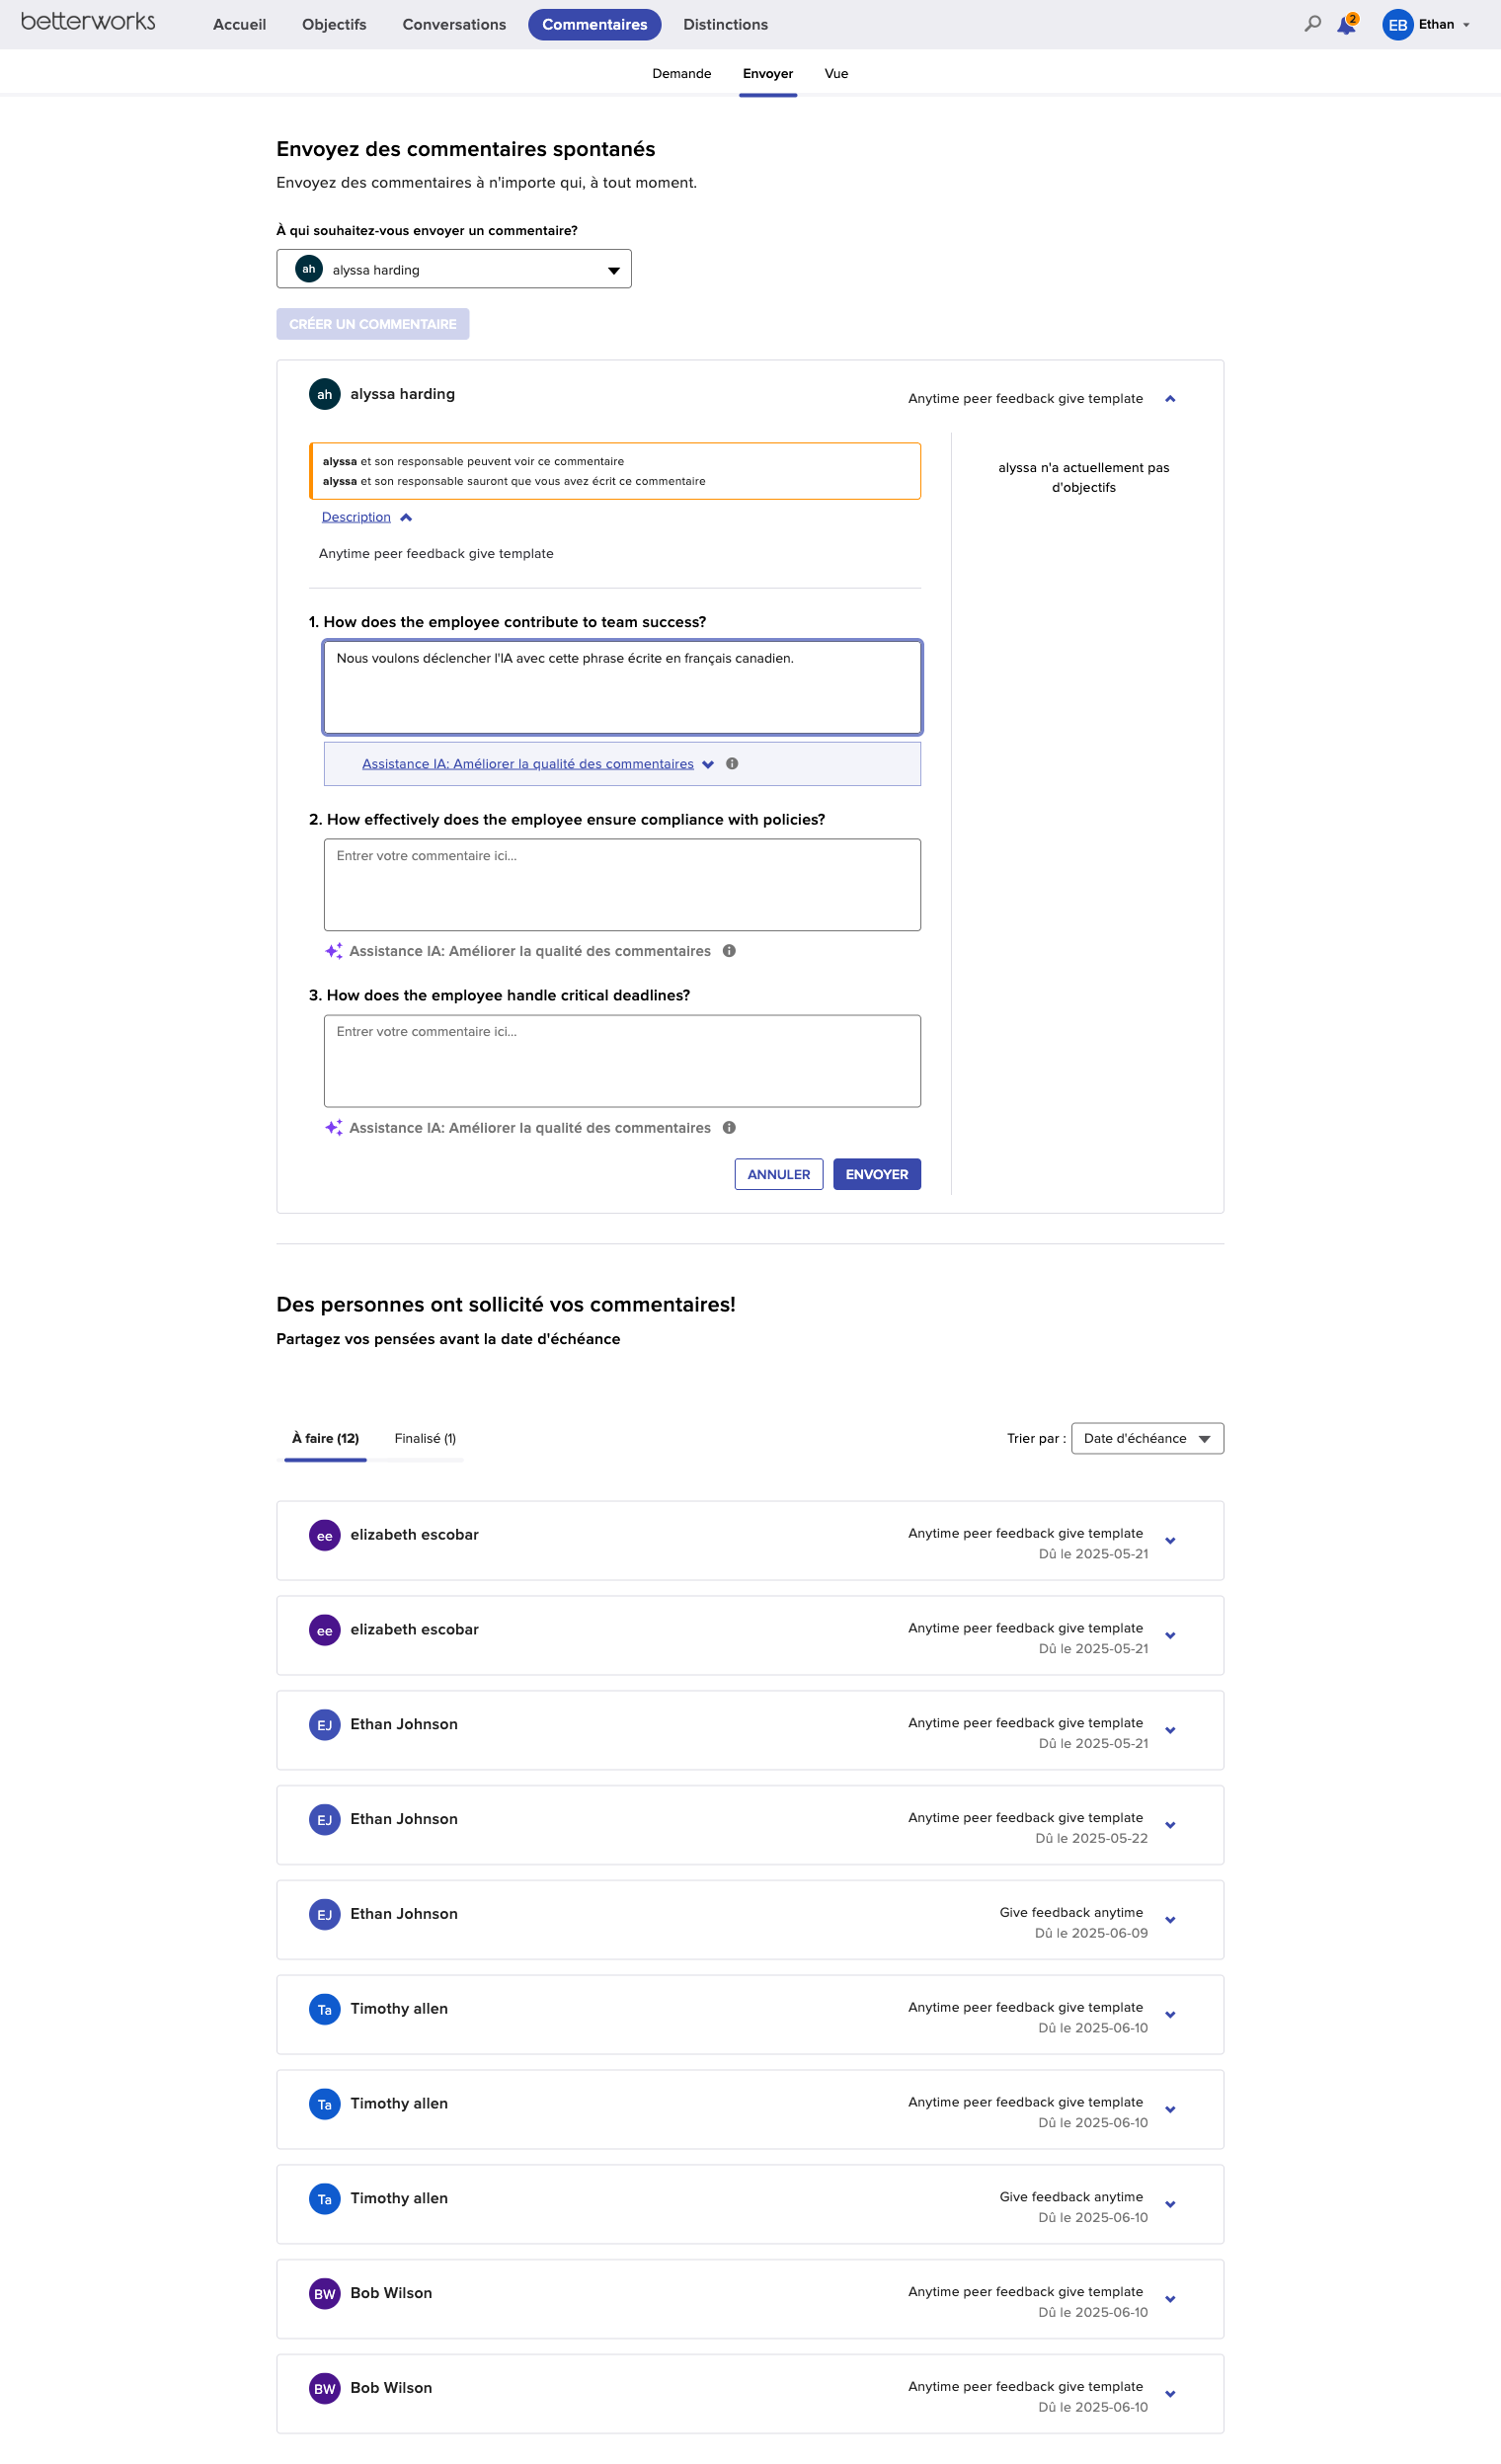 betterworks
Accueil
Objectifs
Conversations
Commentaires
Distinctions
2
EB
Ethan
Demande
Envoyer
Vue
Envoyez des commentaires spontanés
Envoyez des commentaires à n'importe qui, à tout moment.
À qui souhaitez-vous envoyer un commentaire?
ah
alyssa harding
CRÉER UN COMMENTAIRE
ah
alyssa harding
Anytime peer feedback give template
alyssa et son responsable peuvent voir ce commentaire
alyssa et son responsable sauront que vous avez écrit ce commentaire
alyssa n'a actuellement pas
d'objectifs
Description
Anytime peer feedback give template
1. How does the employee contribute to team success?
Nous voulons déclencher l'IA avec cette phrase écrite en français canadien.
Assistance IA: Améliorer la qualité des commentaires
2. How effectively does the employee ensure compliance with policies?
Entrer votre commentaire ici...
Assistance IA: Améliorer la qualité des commentaires
3. How does the employee handle critical deadlines?
Entrer votre commentaire ici...
Assistance IA: Améliorer la qualité des commentaires
ANNULER
ENVOYER
Des personnes ont sollicité vos commentaires!
Partagez vos pensées avant la date d'échéance
À faire (12)
Finalisé (1)
Trier par :
Date d'échéance
ee
elizabeth escobar
Anytime peer feedback give template
Dû le 2025-05-21
ee
elizabeth escobar
Anytime peer feedback give template
Dû le 2025-05-21
EJ
Ethan Johnson
Anytime peer feedback give template
Dû le 2025-05-21
EJ
Ethan Johnson
Anytime peer feedback give template
Dû le 2025-05-22
EJ
Ethan Johnson
Give feedback anytime
Dû le 2025-06-09
Ta
Timothy allen
Anytime peer feedback give template
Dû le 2025-06-10
Ta
Timothy allen
Anytime peer feedback give template
Dû le 2025-06-10
Ta
Timothy allen
Give feedback anytime
Dû le 2025-06-10
BW
Bob Wilson
Anytime peer feedback give template
Dû le 2025-06-10
BW
Bob Wilson
Anytime peer feedback give template
Dû le 2025-06-10